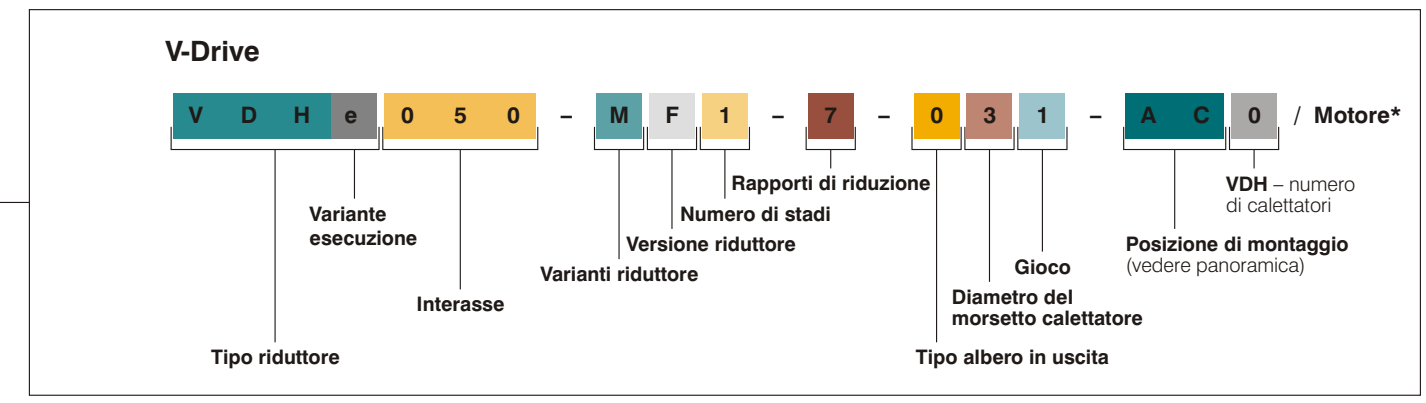 V-Drive
V D H e 0 5 0 – M F 1 – 7 – 0 3 1 – A C 0 / Motore*
Rapporti di riduzione
VDH – numero
di calettatori
Variante
esecuzione
Numero di stadi
Versione riduttore
Posizione di montaggio
(vedere panoramica)
Varianti riduttore
Gioco
Interasse
Diametro del
morsetto calettatore
Tipo riduttore
Tipo albero in uscita